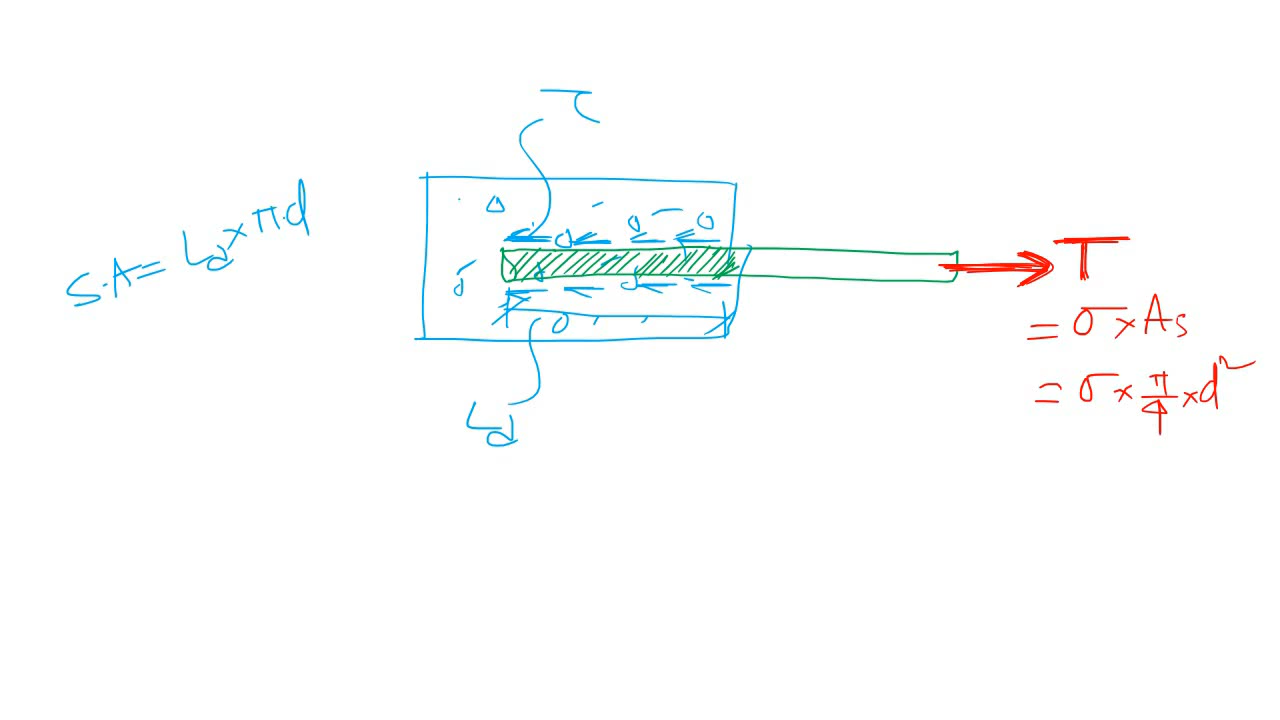 τ
S.A = Ld × π.d
T
= σ × As
= σ × π/4 × d²
Ld